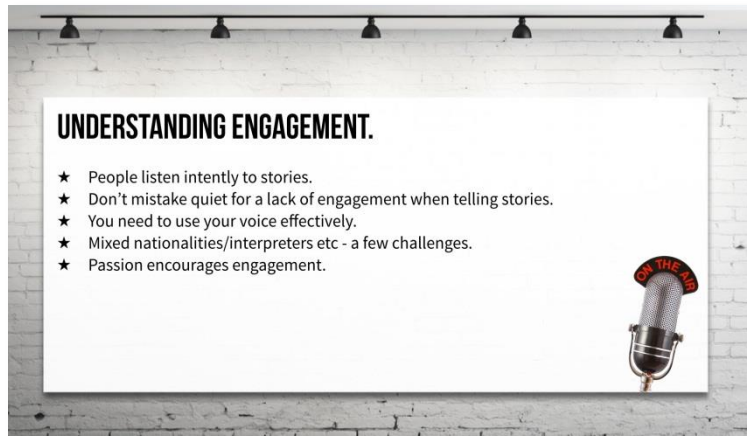 UNDERSTANDING ENGAGEMENT.
★ People listen intently to stories.
★ Don't mistake quiet for a lack of engagement when telling stories.
★ You need to use your voice effectively.
★ Mixed nationalities/interpreters etc - a few challenges.
★ Passion encourages engagement.
ON THE AIR